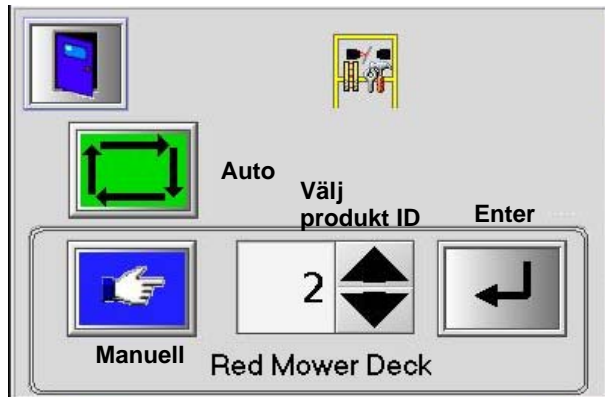 Auto
Välj
produkt ID
Enter
2
Manuell
Red Mower Deck